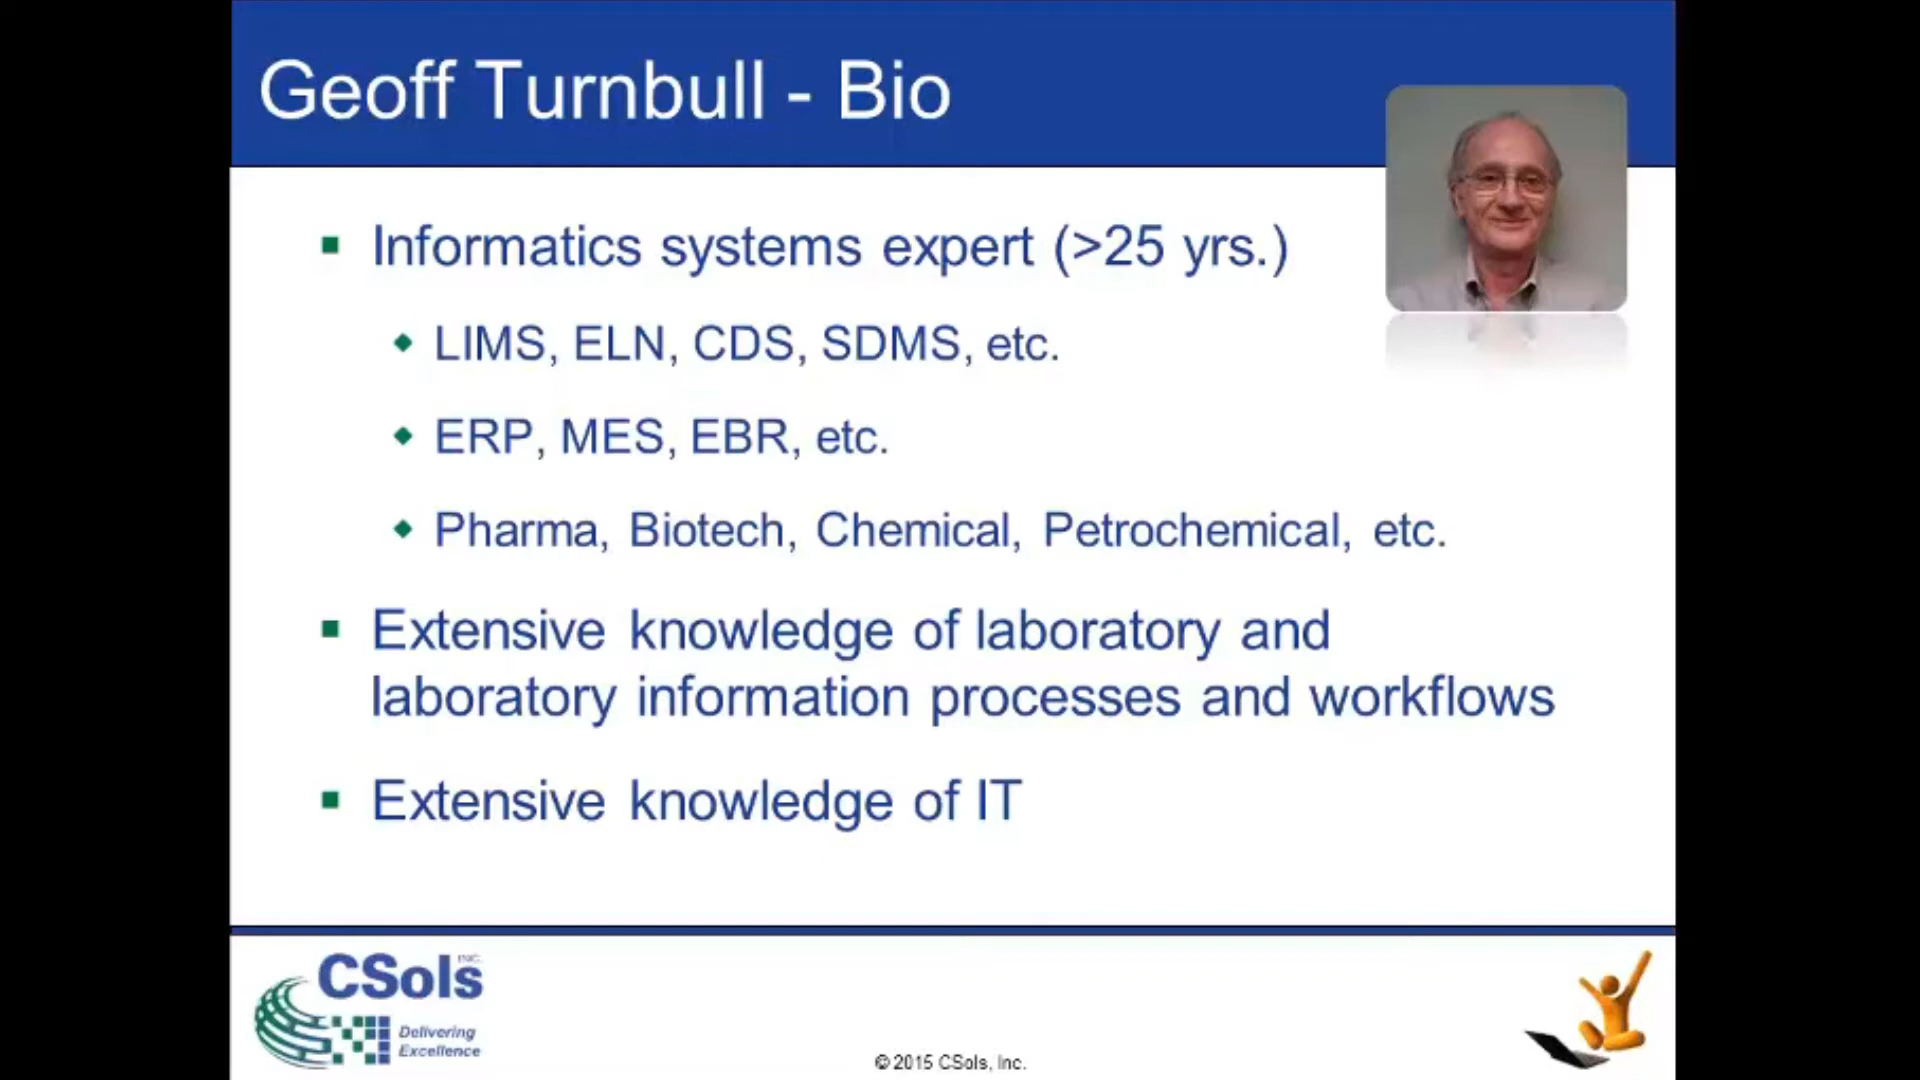 Geoff Turnbull - Bio
Informatics systems expert (>25 yrs.)
LIMS, ELN, CDS, SDMS, etc.
ERP, MES, EBR, etc.
Pharma, Biotech, Chemical, Petrochemical, etc.
Extensive knowledge of laboratory and
laboratory information processes and workflows
Extensive knowledge of IT
CSols INC.
Delivering
Excellence
© 2015 CSols, Inc.